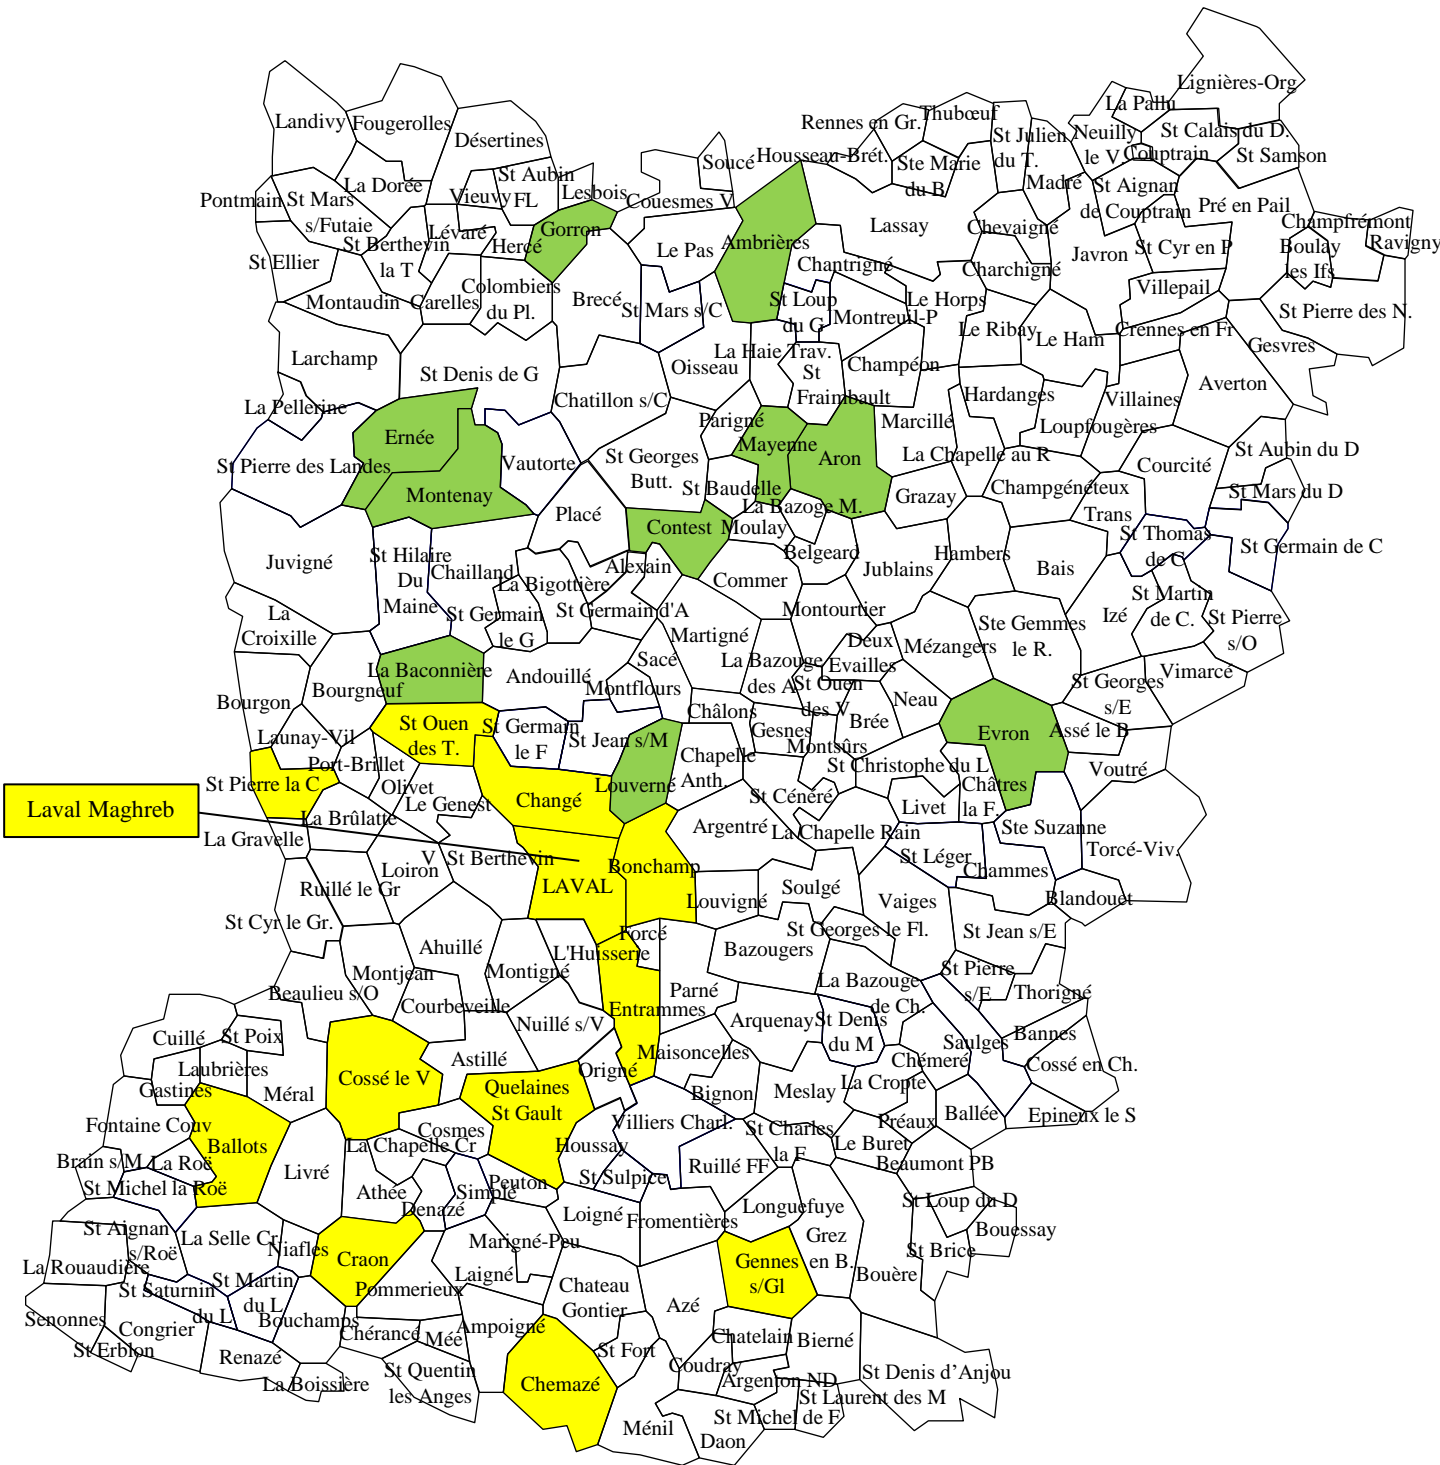 Lignières-Org
La Pallu
Landivy
Fougerolles
Désertines
Rennes en Gr.
Thubœuf
St Julien
du T.
Neuilly
le V.
St Calais du D.
Couptrain
St Samson
Soucé
Housseau-Brét.
Ste Marie
du B
Madré
St Aignan
de Couptrain
Pré en Pail
Pontmain
St Mars
s/Futaie
La Dorée
Vieuvy
St Aubin
FL
Lesbois
Couesmes V
Gorron
Hercé
Lévaré
St Berthevin
la T
St Ellier
Montaudin
Carelles
Colombiers
du Pl.
Brecé
Le Pas
St Mars s/C
Ambrières
Lassay
Chevaigné
Charchigné
Javron
St Cyr en P
Champfrémont
Boulay
les Ifs
Ravigny
St Pierre des N.
Villepail
Chantrigné
St Loup
du G
Montreuil-P
Le Horps
Le Ribay
Le Ham
Crennes en Fr
Gesvres
Averton
Larchamp
St Denis de G
Oisseau
La Haie Trav.
St
Fraimbault
Champéon
Hardanges
Villaines
Loupfougères
La Pellerine
Chatillon s/C
Parigné
Mayenne
Aron
Marcillé
La Chapelle au R
Courcité
St Aubin du D
Ernée
St Pierre des Landes
Montenay
Vautorte
St Georges
Butt.
St Baudelle
La Bazoge M.
Grazay
Champgénéteux
Trans
St Mars du D
Placé
Contest
Moulay
Belgeard
Jublains
Hambers
Bais
St Thomas
de C
St Germain de C
Juvigné
St Hilaire
Du
Maine
Chailland
La Bigottière
Alexain
Commer
St Germain
le G
St Germain d'A
Martigné
Montourtier
Izé
St Martin
de C.
St Pierre
s/O
La
Croixille
Sacé
La Bazouge
des A
Deux
Evailles
Mézangers
Ste Gemmes
le R.
Vimarcé
La Baconnière
Andouillé
Montflours
St Ouen
des V
Neau
St Georges
s/E
Bourgneuf
Bourgon
Châlons
Gesnes
Brée
Montsûrs
Evron
Assé le B
Launay-Vil
St Ouen
des T.
St Germain
le F
St Jean s/M
Chapelle
Anth.
St Christophe du L
Voutré
Port-Brillet
St Pierre la C
Olivet
Le Genest
Changé
Louverné
St Cénéré
Livet
Châtres
la F.
Laval Maghreb
La Brûlatte
La Gravelle
Argentré
La Chapelle Rain
Ste Suzanne
Torcé-Viv.
Loiron
V
St Berthevin
LAVAL
Bonchamp
Soulgé
St Léger
Chammes
Ruillé le Gr
Louvigné
Vaiges
Blandouet
St Cyr le Gr.
Ahuillé
Forcé
L'Huisserie
Bazougers
St Georges le Fl.
St Jean s/E
Montjean
Montigné
Parné
La Bazouge
de Ch.
St Pierre
s/E
Thorigné
Beaulieu s/O
Courbeveille
Nuillé s/V
Entrammes
Arquenay
St Denis
du M
Saulges
Bannes
Cuillé
St Poix
Astillé
Origné
Maisoncelles
Chémeré
Cossé en Ch.
Laubrières
Gastines
Méral
Cossé le V
Quelaines
St Gault
Bignon
Meslay
La Cropte
Ballée
Epineux le S
Fontaine Couv
Ballots
Cosmes
Houssay
Villiers Charl.
St Charles
la F
Préaux
Le Buret
Brain s/M
La Roë
Livré
La Chapelle Cr
St Sulpice
Ruillé FF
Beaumont PB
St Michel la Roë
Athée
Denazé
Simplé
Peuton
Loigné
Fromentières
Longuefuye
St Loup du D
Bouessay
St Aignan
s/Roë
La Selle Cr
Niafles
Craon
Marigné-Peu
Grez
en B.
St Brice
La Rouaudière
Laigné
Gennes
s/Gl
Bouère
St Saturnin
du L
St Martin
du L
Pommerieux
Chateau
Gontier
Azé
Senonnes
Congrier
Bouchamps
Chérancé
Mée
Ampoigné
Chatelain
Bierné
St Erblon
Renazé
St Quentin
les Anges
St Fort
Coudray
Argenton ND
St Denis d’Anjou
La Boissière
Chemazé
St Laurent des M
St Michel de F
Ménil
Daon